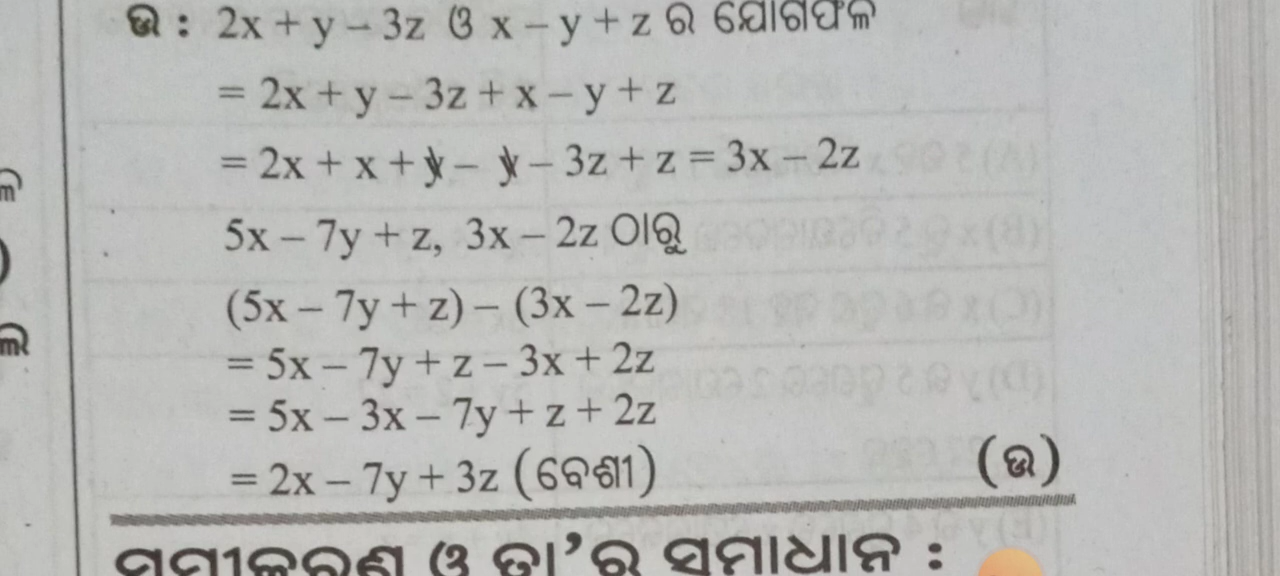 ଉ : 2x + y – 3z ଓ x – y + z ର ଯୋଗଫଳ
= 2x + y – 3z + x – y + z
= 2x + x + y – y – 3z + z = 3x – 2z
5x – 7y + z, 3x – 2z ଠାରୁ
(5x – 7y + z) – (3x – 2z)
= 5x – 7y + z – 3x + 2z
= 5x – 3x – 7y + z + 2z
= 2x – 7y + 3z (ବେଶୀ) (ଉ)
ସମୀକରଣ ଓ ତା’ର ସମାଧାନ :